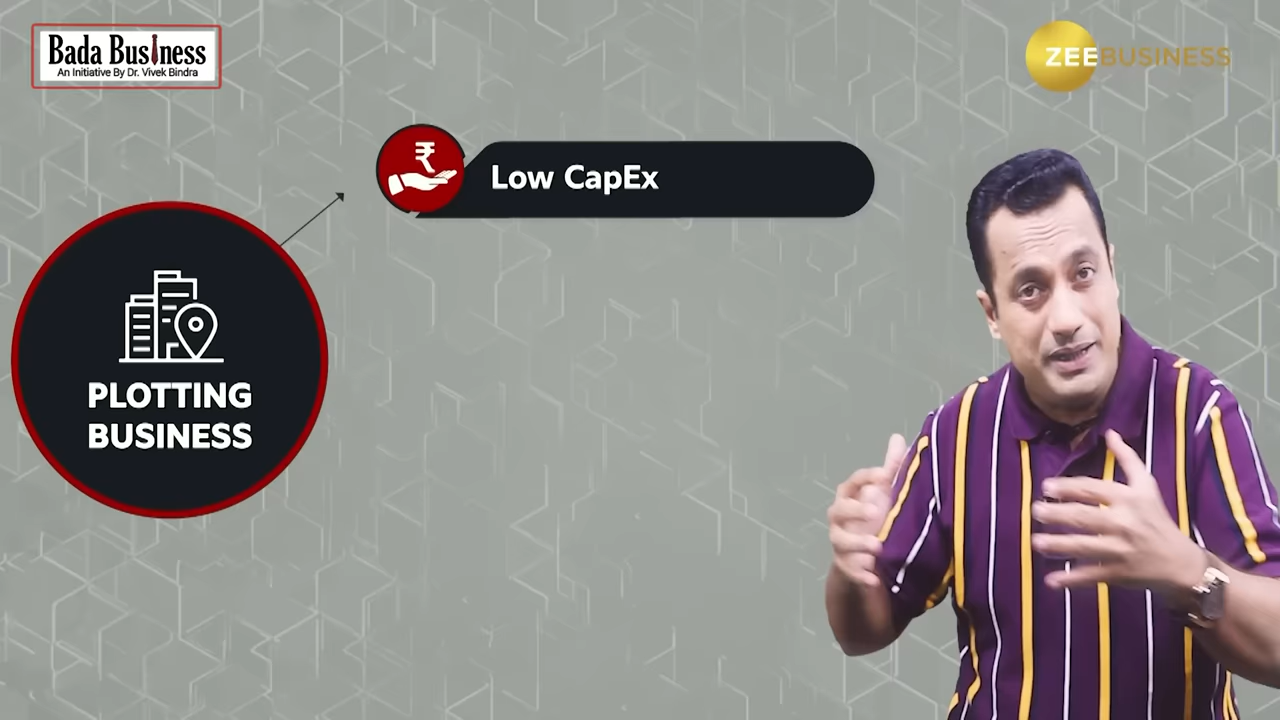 Bada Business
An Initiative By Dr. Vivek Bindra
ZEEBUSINESS
₹
Low CapEx
PLOTTING
BUSINESS